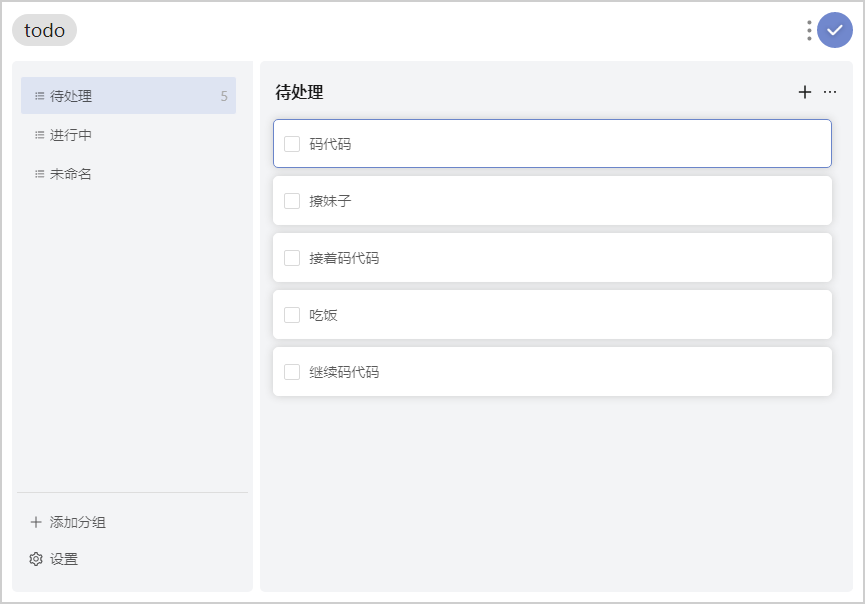 todo
待处理 5
进行中
未命名
添加分组
设置
待处理
码代码
撩妹子
接着码代码
吃饭
继续码代码